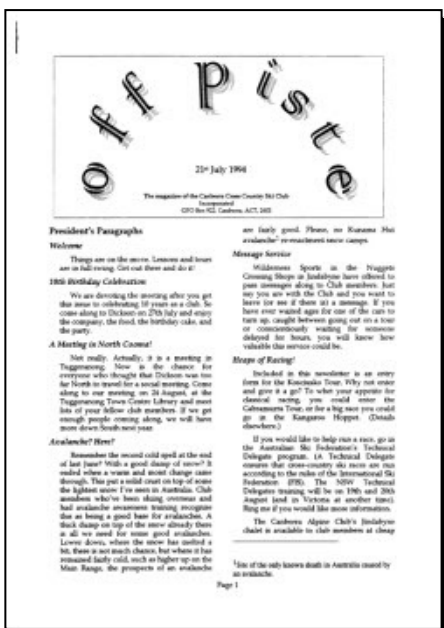 off piste
21st July 1994
The magazine of the Canberra Cross Country Ski Club
Incorporated
GPO Box 922, Canberra, ACT, 2601
President's Paragraphs
Welcome
Things are on the move. Lessons and tours
are in full swing. Get out there and do it!
10th Birthday Celebration
We are devoting the meeting after you get
this issue to celebrating 10 years as a club. So
come along to Dickson on 27th July and enjoy
the company, the food, the birthday cake, and
the party.
A Meeting in North Cooma!
Not really. Actually, it is a meeting in
Tuggeranong. Now is the chance for
everyone who thought that Dickson was too
far North to travel for a social meeting. Come
along to our meeting, on 24 August, at the
Tuggeranong Town Centre Library and meet
lots of your fellow club members. If we get
enough people coming along, we will have
more down South next year.
Avalanche? Here?
Remember the record cold spell at the end
of last June? With a good dump of snow? It
ended when a warm and moist change came
through. This put a solid crust on top of some
the lightest snow I've seen in Australia. Club
members who've been skiing overseas and
had avalanche awareness training recognise
this as being a good base for avalanches. A
thick dump on top of the snow already there
is all we need for some good avalanches.
Lower down, where the snow has melted a
bit, there is not much chance, but where it has
remained fairly cold, such as higher up on the
Main Range, the prospects of an avalanche
are fairly good. Please, no Kunama Hut
avalanche1 re-enactment snow camps.
Message Service
Wilderness Sports in the Nuggets
Crossing Shops in Jindabyne have offered to
pass messages along to Club members. Just
say you are with the Club and you want to
leave (or see if there is) a message. If you
have ever waited ages for one of the cars to
turn up, caught between going out on a tour
or conscientiously waiting for someone
delayed for hours, you will know how
valuable this service could be.
Heaps of Racing!
Included in this newsletter is an entry
form for the Kosciusko Tour. Why not enter
and give it a go? To whet your appetite for
classical racing, you could enter the
Cabramurra Tour, or for a big race you could
go in the Kangaroo Hoppet. (Details
elsewhere.)
If you would like to help run a race, go in
the Australian Ski Federation's Technical
Delegate program. (A Technical Delegate
ensures that cross-country ski races are run
according to the rules of the International Ski
Federation (FIS). The NSW Technical
Delegates training will be on 19th and 20th
August (and in Victoria at another time).
Ring me if you would like more information.
The Canberra Alpine Club's Jindabyne
chalet is available to club members at cheap
1Site of the only known death in Australia caused by
an avalanche.
Page 1